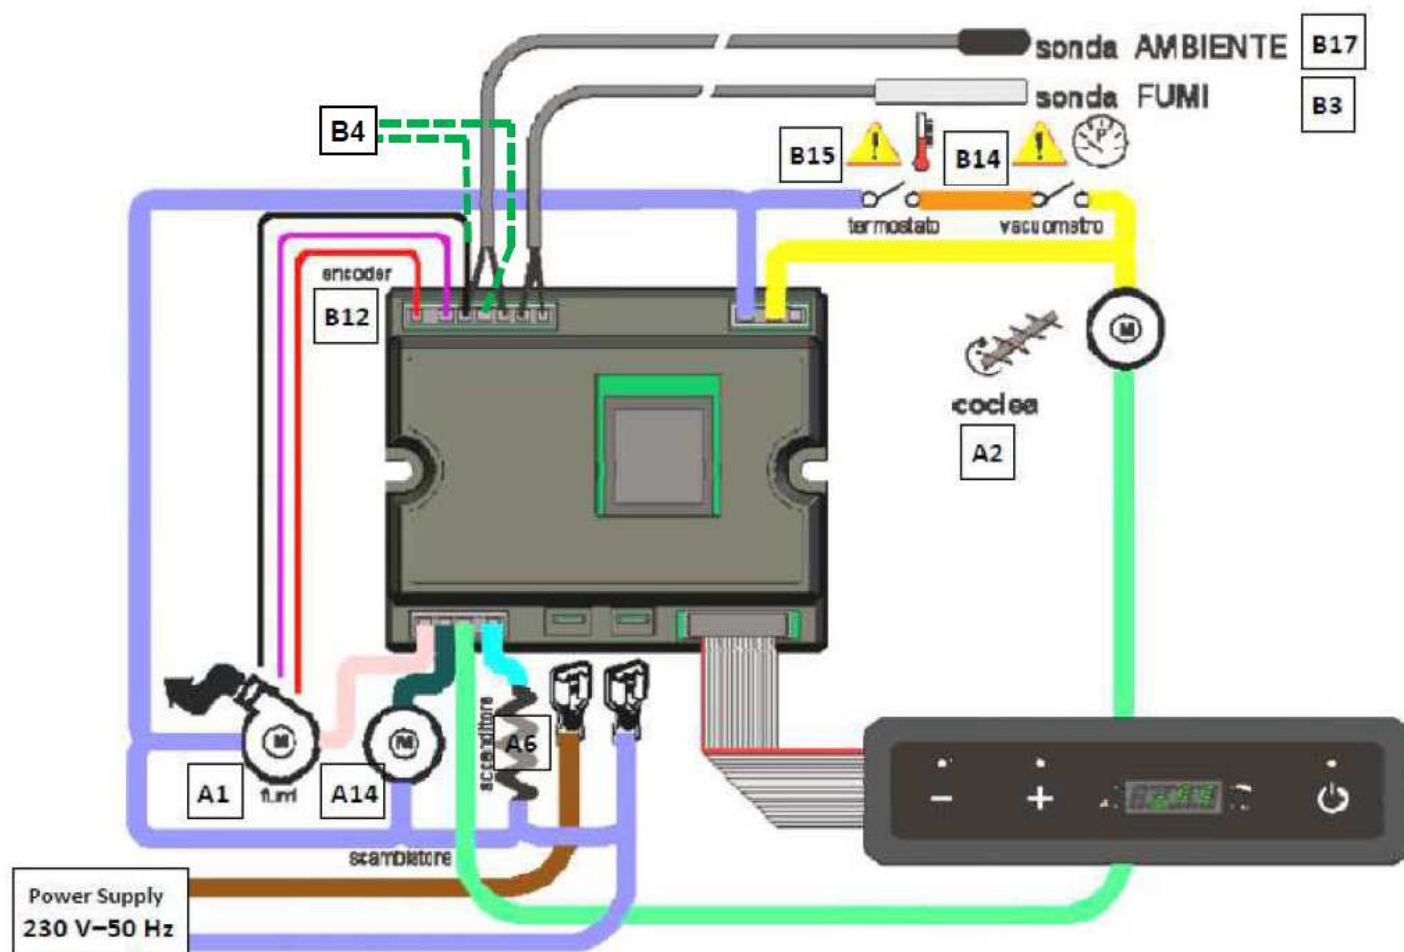 sonda AMBIENTE B17
sonda FUMI B3
B4
B15
B14
P
termostato
vacuometro
encoder
B12
M
coclea
A2
accenditore
A6
M
M
A1
fumi
A14
scambiatore
- +
Power Supply
230 V–50 Hz